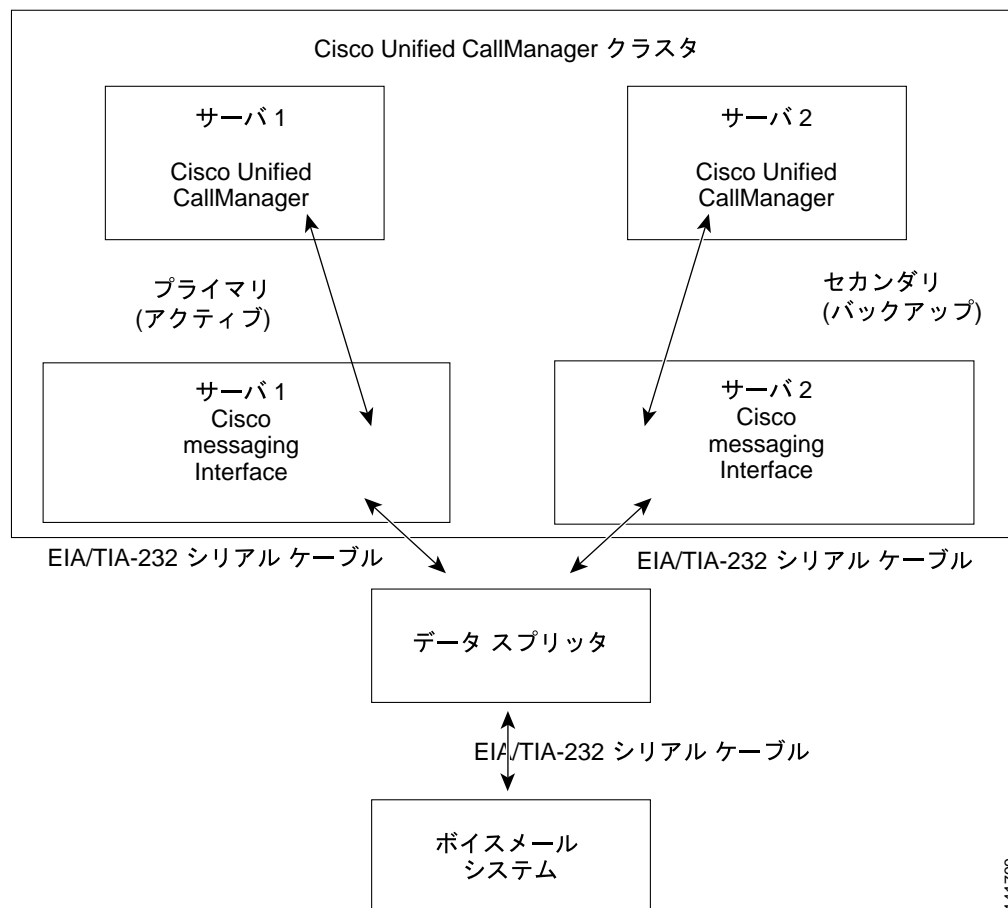 Cisco Unified CallManager クラスタ
サーバ 1
Cisco Unified
CallManager
サーバ 2
Cisco Unified
CallManager
プライマリ
(アクティブ)
セカンダリ
(バックアップ)
サーバ 1
Cisco
messaging
Interface
サーバ 2
Cisco
messaging
Interface
EIA/TIA-232 シリアル ケーブル
EIA/TIA-232 シリアル ケーブル
データ スプリッタ
EIA/TIA-232 シリアル ケーブル
ボイスメール
システム